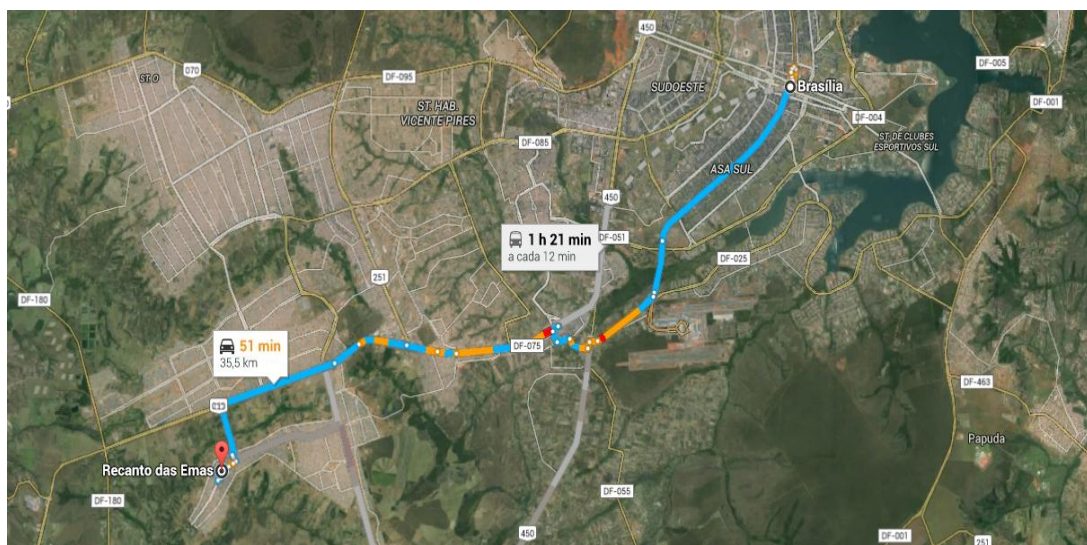 450
DF-005
070
ST. O
DF-095
SUDOESTE
Brasília
DF-001
ST. HAB.
VICENTE PIRES
DF-004
DF-085
ST. DE CLUBES
ESPORTIVOS SUL
ASA SUL
450
1 h 21 min
a cada 12 min
DF-051
DF-025
251
DF-180
51 min
35,5 km
DF-075
DF-463
Papuda
Recanto das Emas
DF-180
DF-055
450
DF-001
251